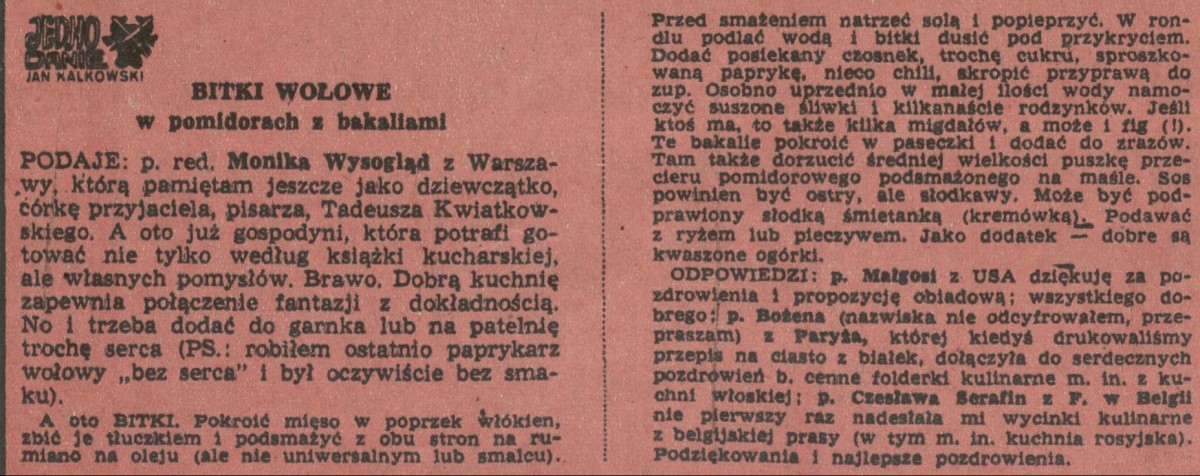 JEDNO
DANIE
JAN KALKOWSKI
BITKI WOŁOWE
w pomidorach z bakaliami
PODAJE: p. red. Monika Wysogląd z Warsza-
wy, którą pamiętam jeszcze jako dziewczątko,
córkę przyjaciela, pisarza, Tadeusza Kwiatkow-
skiego. A oto już gospodyni, która potrafi go-
tować nie tylko według książki kucharskiej,
ale własnych pomysłów. Brawo. Dobrą kuchnię
zapewnia połączenie fantazji z dokładnością.
No i trzeba dodać do garnka lub na patelnię
trochę serca (PS.: robiłem ostatnio paprykarz
wołowy „bez serca" i był oczywiście bez sma-
ku).
A oto BITKI. Pokroić mięso w poprzek włókien,
zbić je tłuczkiem i podsmażyć z obu stron na ru-
miano na oleju (ale nie uniwersalnym lub smalcu).
Przed smażeniem natrzeć solą i popieprzyć. W ron-
dlu podlać wodą i bitki dusić pod przykryciem.
Dodać posiekany czosnek, trochę cukru, sproszko-
waną paprykę, nieco chili, skropić przyprawą do
zup. Osobno uprzednio w małej ilości wody namo-
czyć suszone śliwki i kilkanaście rodzynków. Jeśli
ktoś ma, to także kilka migdałów, a może i fig (!).
Te bakalie pokroić w paseczki i dodać do zrazów.
Tam także dorzucić średniej wielkości puszkę prze-
cieru pomidorowego podsmażonego na maśle. Sos
powinien być ostry, ale słodkawy. Może być pod-
prawiony słodką śmietanką (kremówką). Podawać
z ryżem lub pieczywem. Jako dodatek — dobre są
kwaszone ogórki.
ODPOWIEDZI: p. Małgosi z USA dziękuję za po-
zdrowienia i propozycję obiadową; wszystkiego do-
brego; p. Bożena (nazwiska nie odcyfrowałem, prze-
praszam) z Paryża, której kiedyś drukowaliśmy
przepis na ciasto z białek, dołączyła do serdecznych
pozdrowień b. cenne folderki kulinarne m. in. z ku-
chni włoskiej; p. Czesława Serafin z F. w Belgii
nie pierwszy raz nadesłała mi wycinki kulinarne
z belgijskiej prasy (w tym m. in. kuchnia rosyjska).
Podziękowania i najlepsze pozdrowienia.